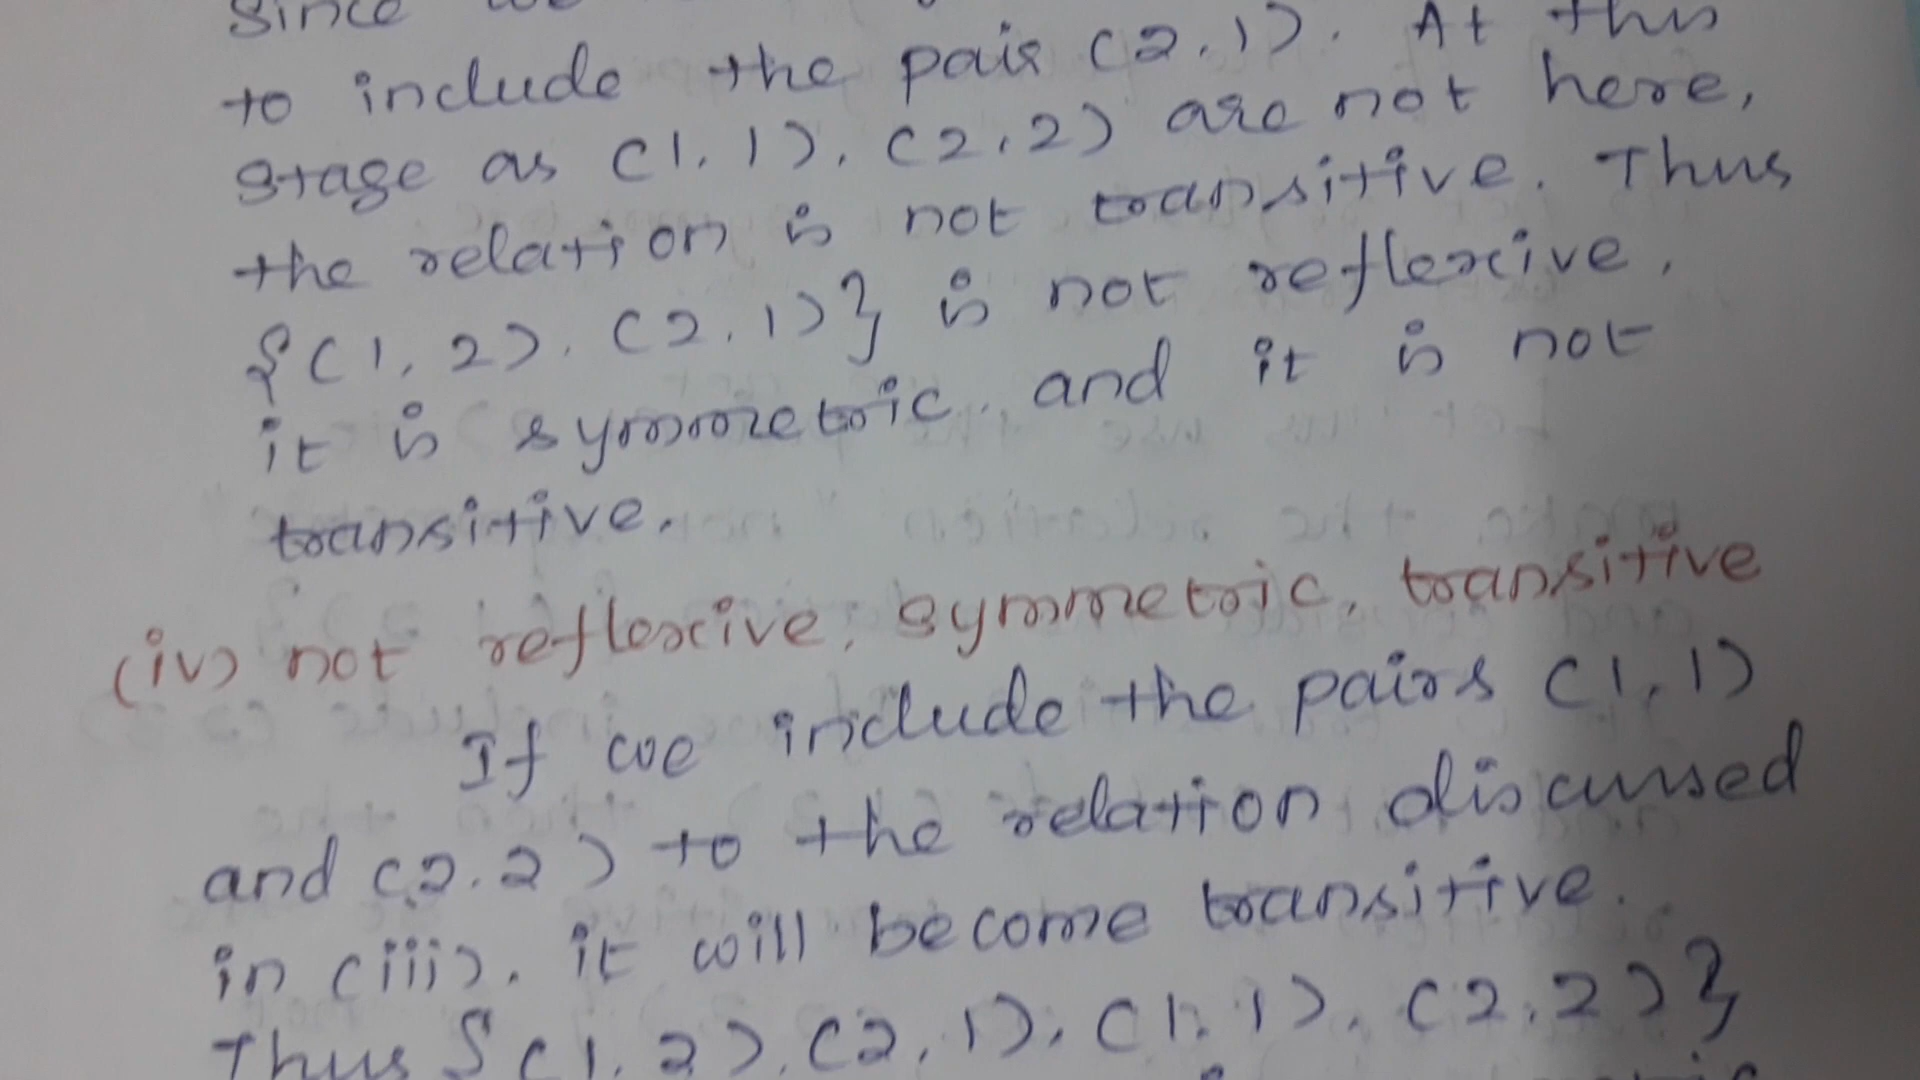 since we
to include the pair (2,1). At this
stage as (1,1), (2,2) are not here,
the relation is not transitive. Thus
{(1,2), (2,1)} is not reflexive,
it is symmetric and it is not
transitive.
(iv) not reflexive, symmetric, transitive
If we include the pairs (1,1)
and (2,2) to the relation discussed
in (iii), it will become transitive.
Thus {(1,2), (2,1), (1,1), (2,2)}